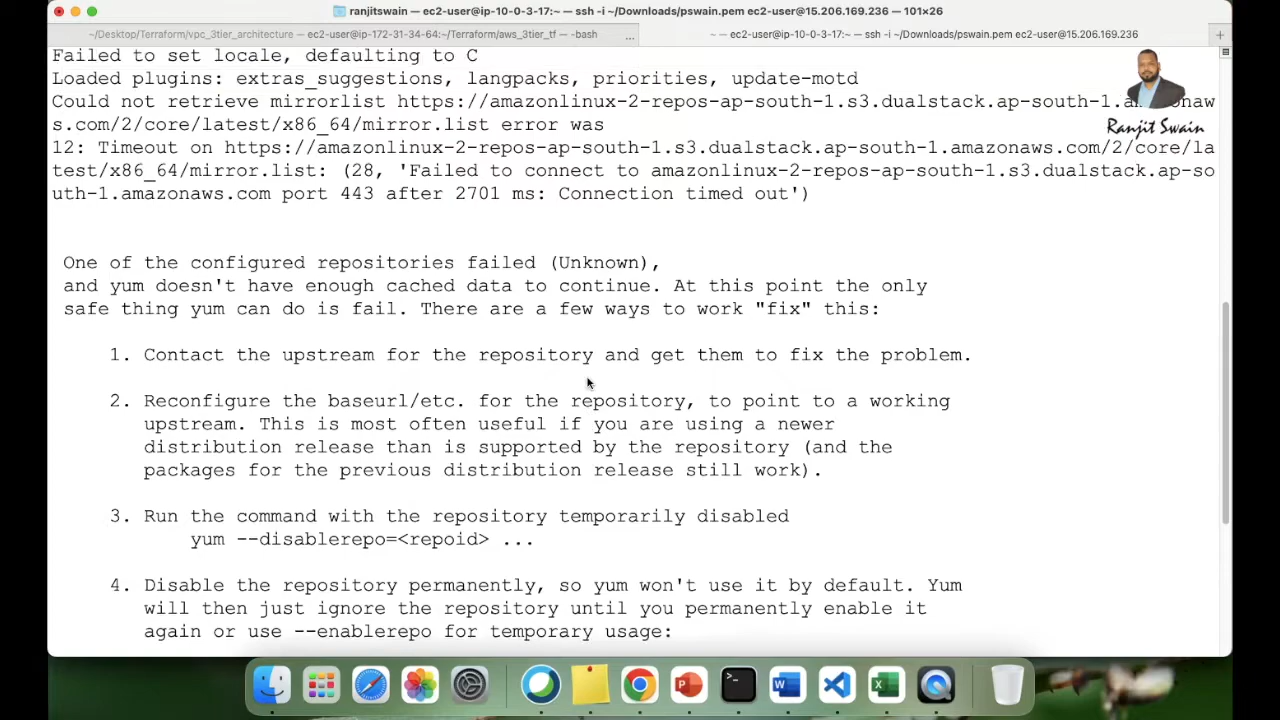 ranjitswain — ec2-user@ip-10-0-3-17:~ — ssh -i ~/Downloads/pswain.pem ec2-user@15.206.169.236 — 101×26
~/Desktop/Terraform/vpc_3tier_architecture — ec2-user@ip-172-31-34-64:~/Terraform/aws_3tier_tf — -bash ...
~ — ec2-user@ip-10-0-3-17:~ — ssh -i ~/Downloads/pswain.pem ec2-user@15.206.169.236 +
Failed to set locale, defaulting to C
Loaded plugins: extras_suggestions, langpacks, priorities, update-motd
Could not retrieve mirrorlist https://amazonlinux-2-repos-ap-south-1.s3.dualstack.ap-south-1.amazonaw
s.com/2/core/latest/x86_64/mirror.list error was
Ranjit Swain
12: Timeout on https://amazonlinux-2-repos-ap-south-1.s3.dualstack.ap-south-1.amazonaws.com/2/core/la
test/x86_64/mirror.list: (28, 'Failed to connect to amazonlinux-2-repos-ap-south-1.s3.dualstack.ap-so
uth-1.amazonaws.com port 443 after 2701 ms: Connection timed out')
One of the configured repositories failed (Unknown),
and yum doesn't have enough cached data to continue. At this point the only
safe thing yum can do is fail. There are a few ways to work "fix" this:
1. Contact the upstream for the repository and get them to fix the problem.
2. Reconfigure the baseurl/etc. for the repository, to point to a working
upstream. This is most often useful if you are using a newer
distribution release than is supported by the repository (and the
packages for the previous distribution release still work).
3. Run the command with the repository temporarily disabled
yum --disablerepo=<repoid> ...
4. Disable the repository permanently, so yum won't use it by default. Yum
will then just ignore the repository until you permanently enable it
again or use --enablerepo for temporary usage: